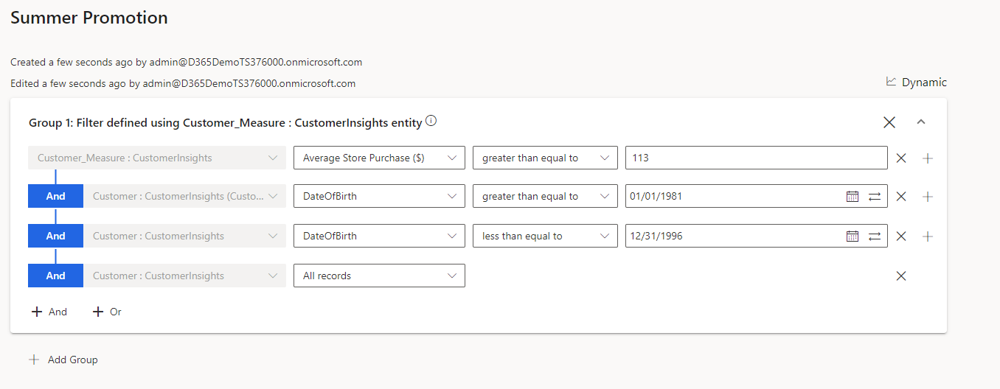 Summer Promotion
Created a few seconds ago by admin@D365DemoTS376000.onmicrosoft.com
Edited a few seconds ago by admin@D365DemoTS376000.onmicrosoft.com
Dynamic
Group 1: Filter defined using Customer_Measure : CustomerInsights entity
Customer_Measure : CustomerInsights Average Store Purchase ($) greater than equal to 113
And Customer : CustomerInsights (Custo... DateOfBirth greater than equal to 01/01/1981
And Customer : CustomerInsights DateOfBirth less than equal to 12/31/1996
And Customer : CustomerInsights All records
+ And + Or
+ Add Group